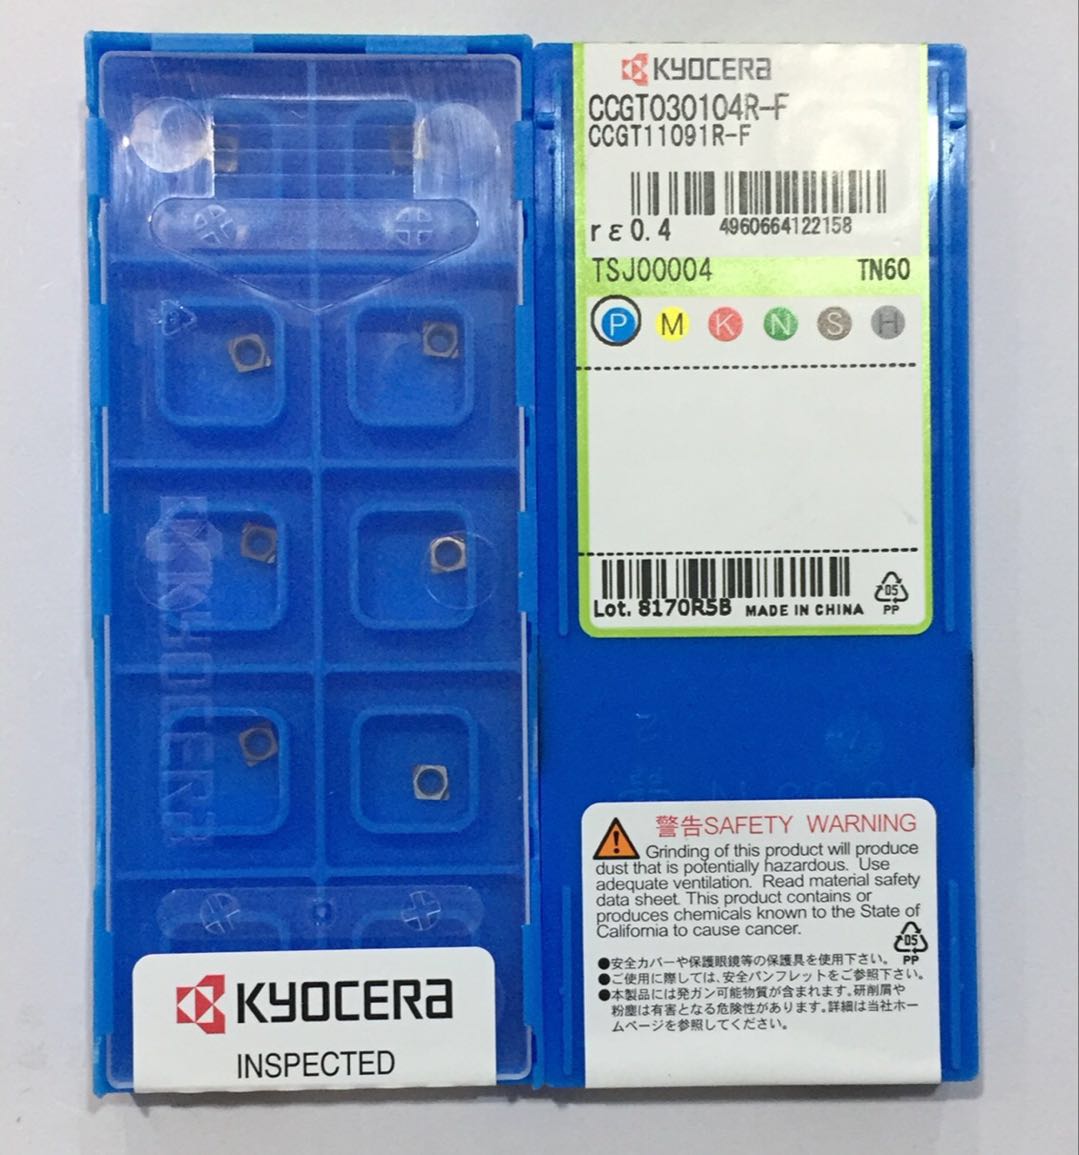 KYOCERA
KYOCERA
INSPECTED
KYOCERA
CCGT030104R-F
CCGT11091R-F
rε0.4
4960664122158
TSJ00004
TN60
P M K N S H
Lot. 8170R5B
MADE IN CHINA
05
PP
警告SAFETY WARNING
Grinding of this product will produce
dust that is potentially hazardous. Use
adequate ventilation. Read material safety
data sheet. This product contains or
produces chemicals known to the State of
California to cause cancer.
05
PP
●安全カバーや保護眼鏡等の保護具を使用下さい。
●ご使用に際しては、安全パンフレットをご参照下さい。
●本製品には発ガン可能物質が含まれます。研削屑や
粉塵は有害となる危険性があります。詳細は当社ホー
ムページを参照してください。